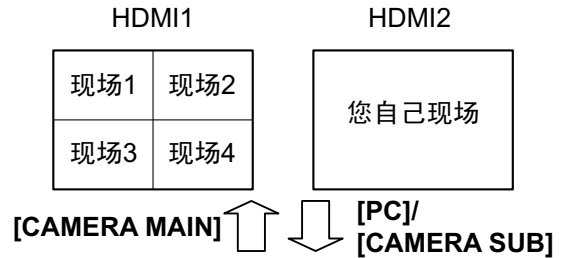 HDMI1 HDMI2
现场1 现场2
您自己现场
现场3 现场4
[CAMERA MAIN]
[PC]/
[CAMERA SUB]